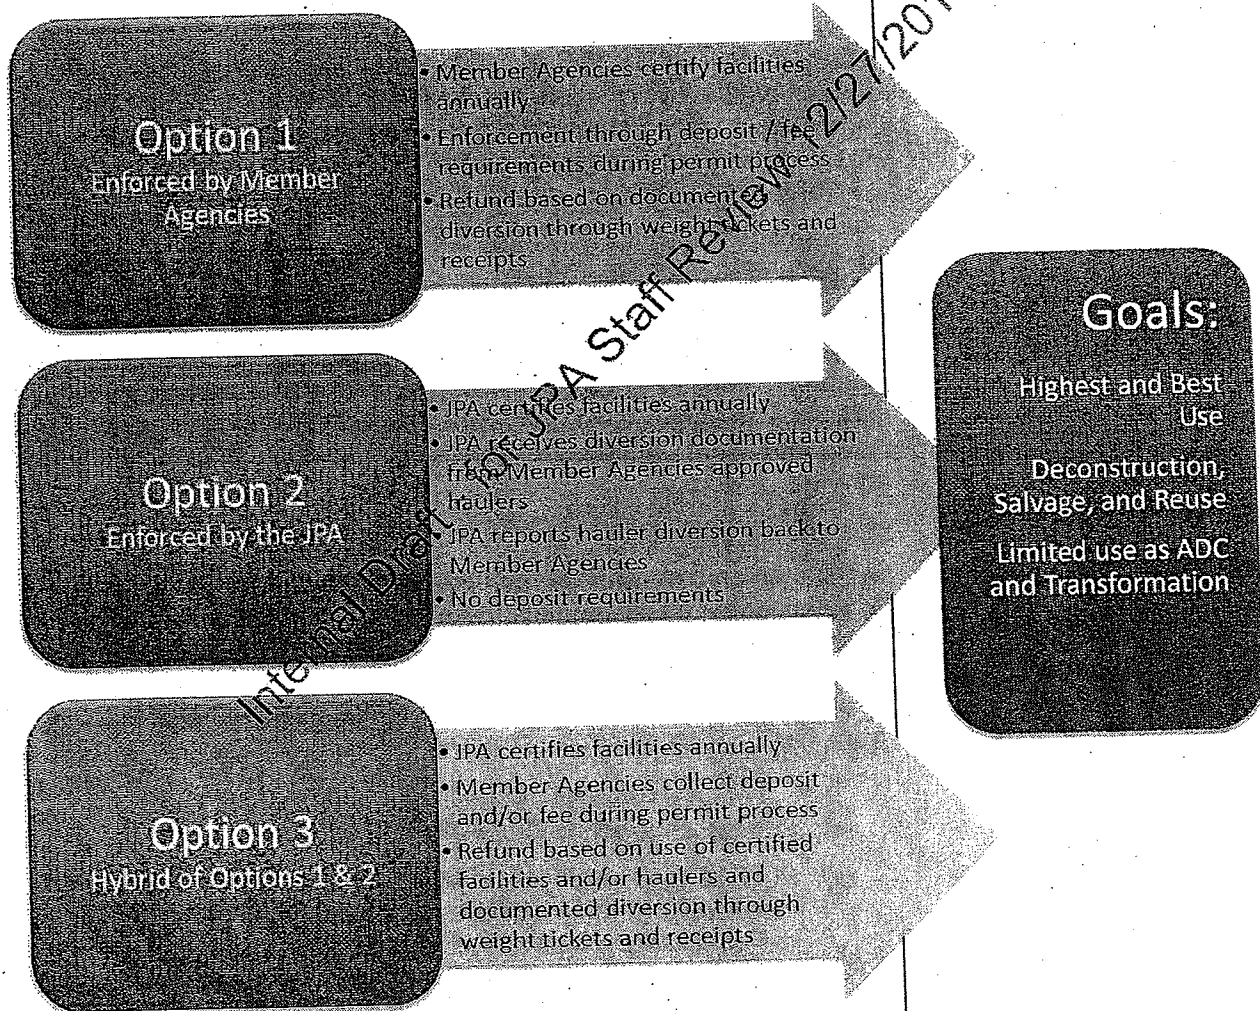 Option 1
Enforced by Member
Agencies
• Member Agencies certify facilities
annually
• Enforcement through deposit / fee
requirements during permit process
• Refund based on documented
diversion through weight tickets and
receipts
Option 2
Enforced by the JPA
• JPA certifies facilities annually
• JPA receives diversion documentation
from Member Agencies approved
haulers
• JPA reports hauler diversion back to
Member Agencies
• No deposit requirements
Option 3
Hybrid of Options 1 & 2
• JPA certifies facilities annually
• Member Agencies collect deposit
and/or fee during permit process
• Refund based on use of certified
facilities and/or haulers and
documented diversion through
weight tickets and receipts
Goals:
Highest and Best
Use
Deconstruction,
Salvage, and Reuse
Limited use as ADC
and Transformation
Internal Draft for JPA Staff Review